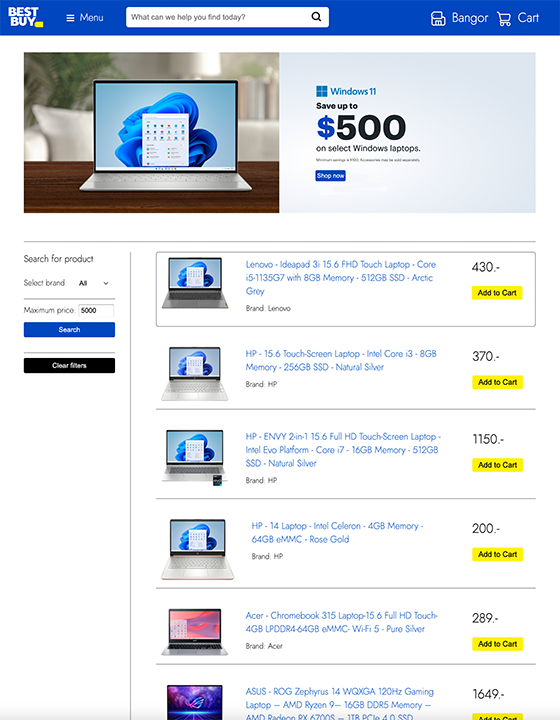 BEST
BUY
Menu
What can we help you find today?
Bangor
Cart
Windows 11
Save up to
$500
on select Windows laptops.
Minimum savings is $100. Accessories may be sold separately.
Shop now
Search for product
Select brand: All
Maximum price: 5000
Search
Clear filters
Lenovo - Ideapad 3i 15.6 FHD Touch Laptop - Core
i5-1135G7 with 8GB Memory - 512GB SSD - Arctic
Grey
Brand: Lenovo
430.-
Add to Cart
HP - 15.6 Touch-Screen Laptop - Intel Core i3 - 8GB
Memory - 256GB SSD - Natural Silver
Brand: HP
370.-
Add to Cart
HP - ENVY 2-in-1 15.6 Full HD Touch-Screen Laptop -
Intel Evo Platform - Core i7 - 16GB Memory - 512GB
SSD - Natural Silver
Brand: HP
1150.-
Add to Cart
HP - 14 Laptop - Intel Celeron - 4GB Memory -
64GB eMMC - Rose Gold
Brand: HP
200.-
Add to Cart
Acer - Chromebook 315 Laptop-15.6 Full HD Touch-
4GB LPDDR4-64GB eMMC- Wi-Fi 5 - Pure Silver
Brand: Acer
289.-
Add to Cart
ASUS - ROG Zephyrus 14 WQXGA 120Hz Gaming
Laptop – AMD Ryzen 9– 16GB DDR5 Memory –
AMD Radeon RX 6700S – 1TB PCIe 4.0 SSD
1649.-
Add to Cart